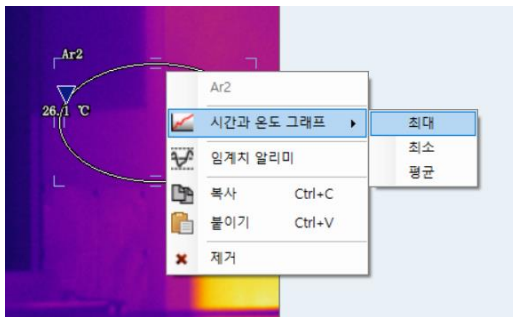 Ar2
26.1 ℃
Ar2
시간과 온도 그래프
임계치 알리미
복사 Ctrl+C
붙이기 Ctrl+V
제거
최대
최소
평균